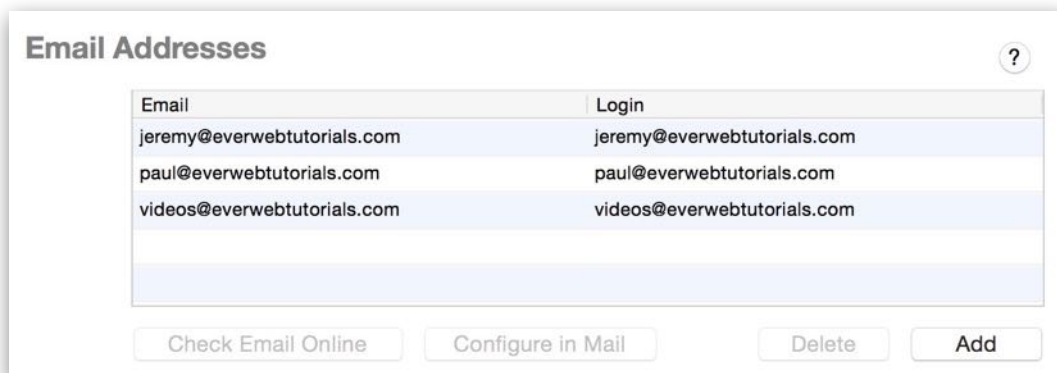 Email Addresses
?
Email Login
jeremy@everwebtutorials.com jeremy@everwebtutorials.com
paul@everwebtutorials.com paul@everwebtutorials.com
videos@everwebtutorials.com videos@everwebtutorials.com
Check Email Online Configure in Mail Delete Add